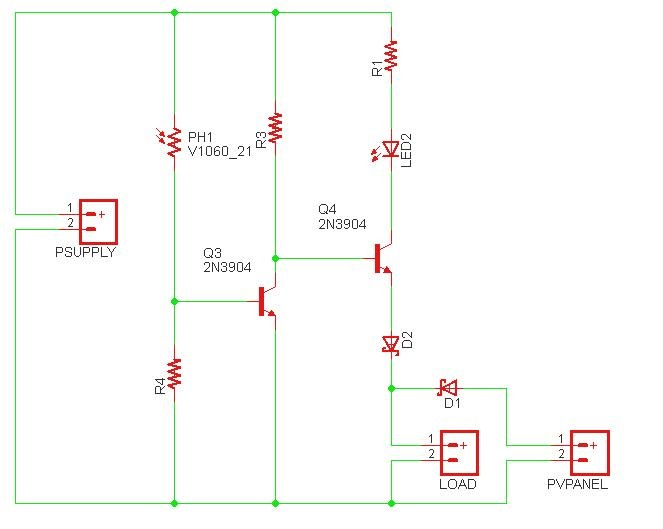 R1
PH1
V1060_21
R3
LED2
1
+
2
PSUPPLY
Q4
2N3904
Q3
2N3904
D2
R4
D1
1
+
2
LOAD
1
+
2
PVPANEL